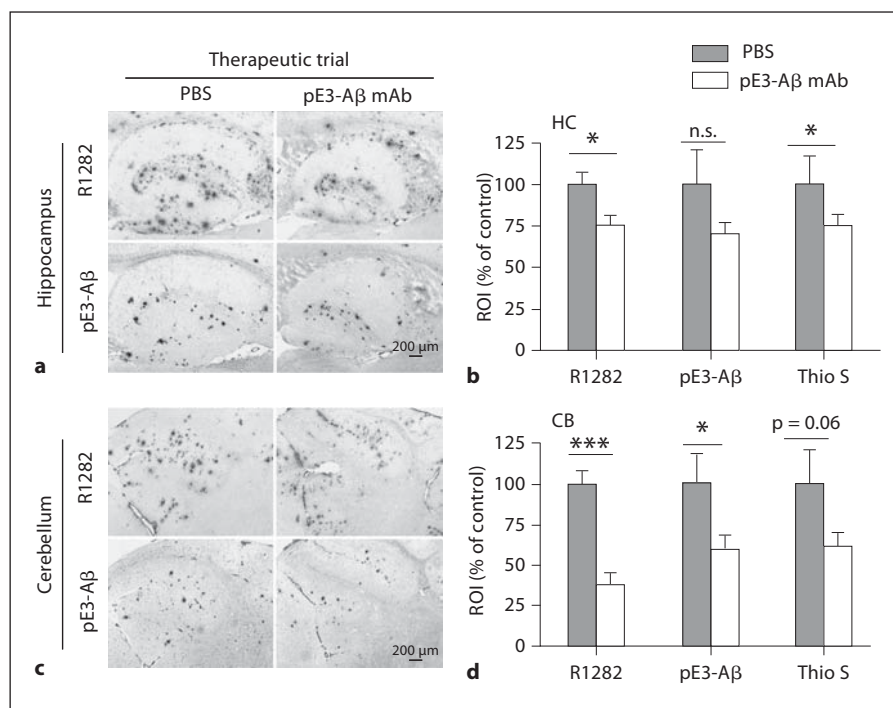 Therapeutic trial
PBS
pE3-Aβ mAb
Hippocampus
R1282
pE3-Aβ
200 µm
a
PBS
pE3-Aβ mAb
HC
*
n.s.
*
ROI (% of control)
125
100
75
50
25
0
R1282
pE3-Aβ
Thio S
b
Cerebellum
R1282
pE3-Aβ
200 µm
c
CB
***
*
p = 0.06
ROI (% of control)
125
100
75
50
25
0
R1282
pE3-Aβ
Thio S
d